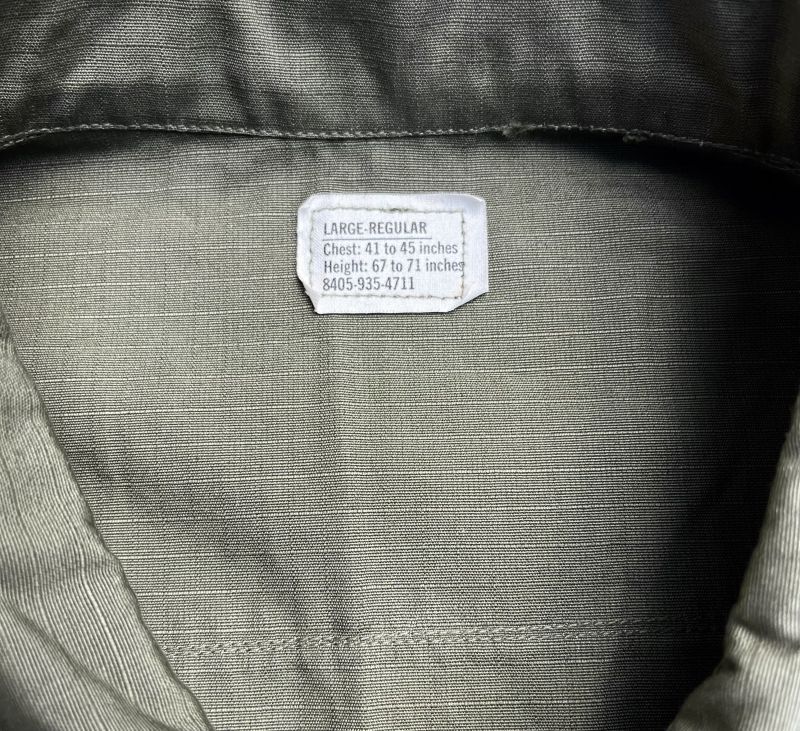 LARGE-REGULAR
Chest: 41 to 45 inches
Height: 67 to 71 inches
8405-935-4711